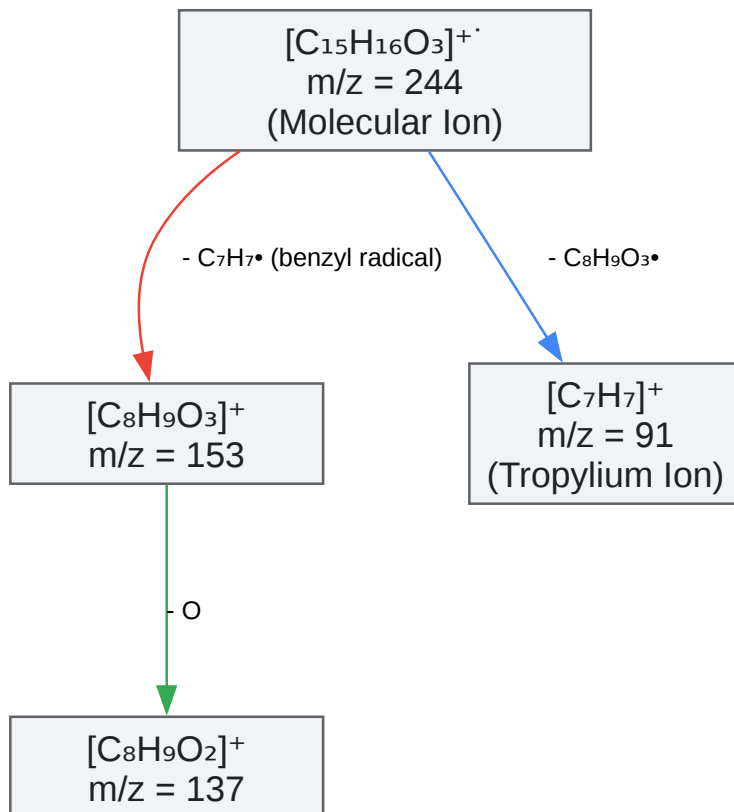 [C₁₅H₁₆O₃]⁺˙
m/z = 244
(Molecular Ion)
- C₇H₇• (benzyl radical)
- C₈H₉O₃•
[C₈H₉O₃]⁺
m/z = 153
[C₇H₇]⁺
m/z = 91
(Tropylium Ion)
- O
[C₈H₉O₂]⁺
m/z = 137